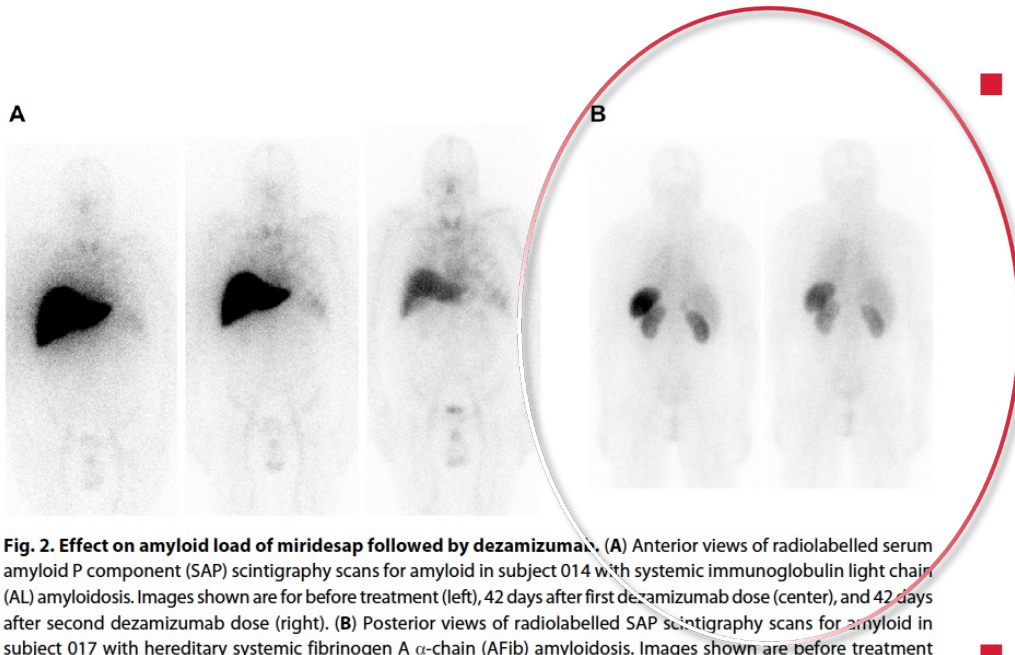 A
B
Fig. 2. Effect on amyloid load of miridesap followed by dezamizumab. (A) Anterior views of radiolabelled serum
amyloid P component (SAP) scintigraphy scans for amyloid in subject 014 with systemic immunoglobulin light chain
(AL) amyloidosis. Images shown are for before treatment (left), 42 days after first dezamizumab dose (center), and 42 days
after second dezamizumab dose (right). (B) Posterior views of radiolabelled SAP scintigraphy scans for amyloid in
subject 017 with hereditary systemic fibrinogen A α-chain (AFib) amyloidosis. Images shown are before treatment